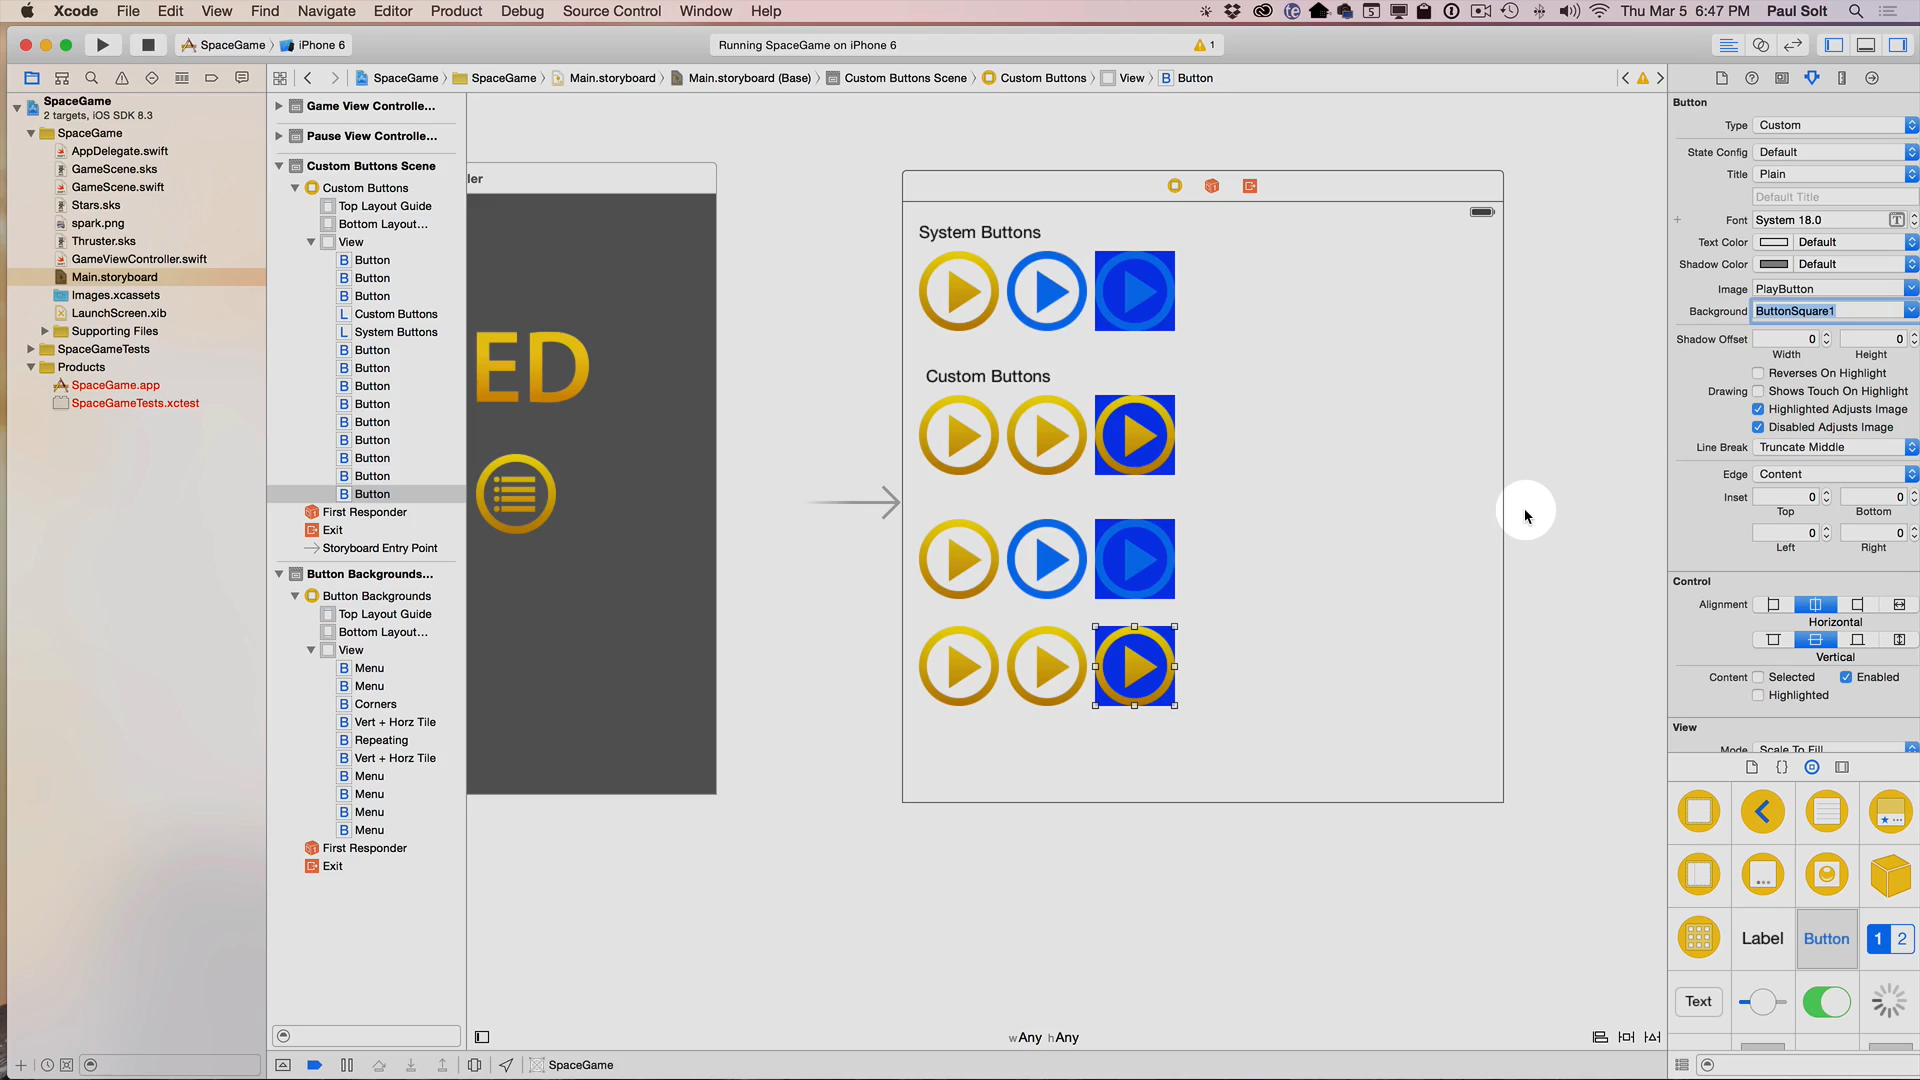 Xcode File Edit View Find Navigate Editor Product Debug Source Control Window Help
5
Thu Mar 5 6:47 PM Paul Solt
SpaceGame iPhone 6
Running SpaceGame on iPhone 6
1
SpaceGame SpaceGame Main.storyboard Main.storyboard (Base) Custom Buttons Scene Custom Buttons View B Button
SpaceGame
2 targets, iOS SDK 8.3
SpaceGame
AppDelegate.swift
GameScene.sks
GameScene.swift
Stars.sks
spark.png
Thruster.sks
GameViewController.swift
Main.storyboard
Images.xcassets
LaunchScreen.xib
Supporting Files
SpaceGameTests
Products
SpaceGame.app
SpaceGameTests.xctest
Game View Controlle...
Pause View Controlle...
Custom Buttons Scene
Custom Buttons
Top Layout Guide
Bottom Layout...
View
B Button
B Button
B Button
L Custom Buttons
L System Buttons
B Button
B Button
B Button
B Button
B Button
B Button
B Button
B Button
B Button
First Responder
Exit
Storyboard Entry Point
Button Backgrounds...
Button Backgrounds
Top Layout Guide
Bottom Layout...
View
B Menu
B Menu
B Corners
B Vert + Horz Tile
B Repeating
B Vert + Horz Tile
B Menu
B Menu
B Menu
B Menu
First Responder
Exit
ler
ED
System Buttons
Custom Buttons
wAny hAny
SpaceGame
Button
Type Custom
State Config Default
Title Plain
Default Title
Font System 18.0 T
Text Color Default
Shadow Color Default
Image PlayButton
Background ButtonSquare1
Shadow Offset 0 0
Width Height
Reverses On Highlight
Drawing Shows Touch On Highlight
Highlighted Adjusts Image
Disabled Adjusts Image
Line Break Truncate Middle
Edge Content
Inset 0 0
Top Bottom
0 0
Left Right
Control
Alignment
Horizontal
Vertical
Content Selected Enabled
Highlighted
View
Mode Scale To Fill
Label Button 1 2
Text